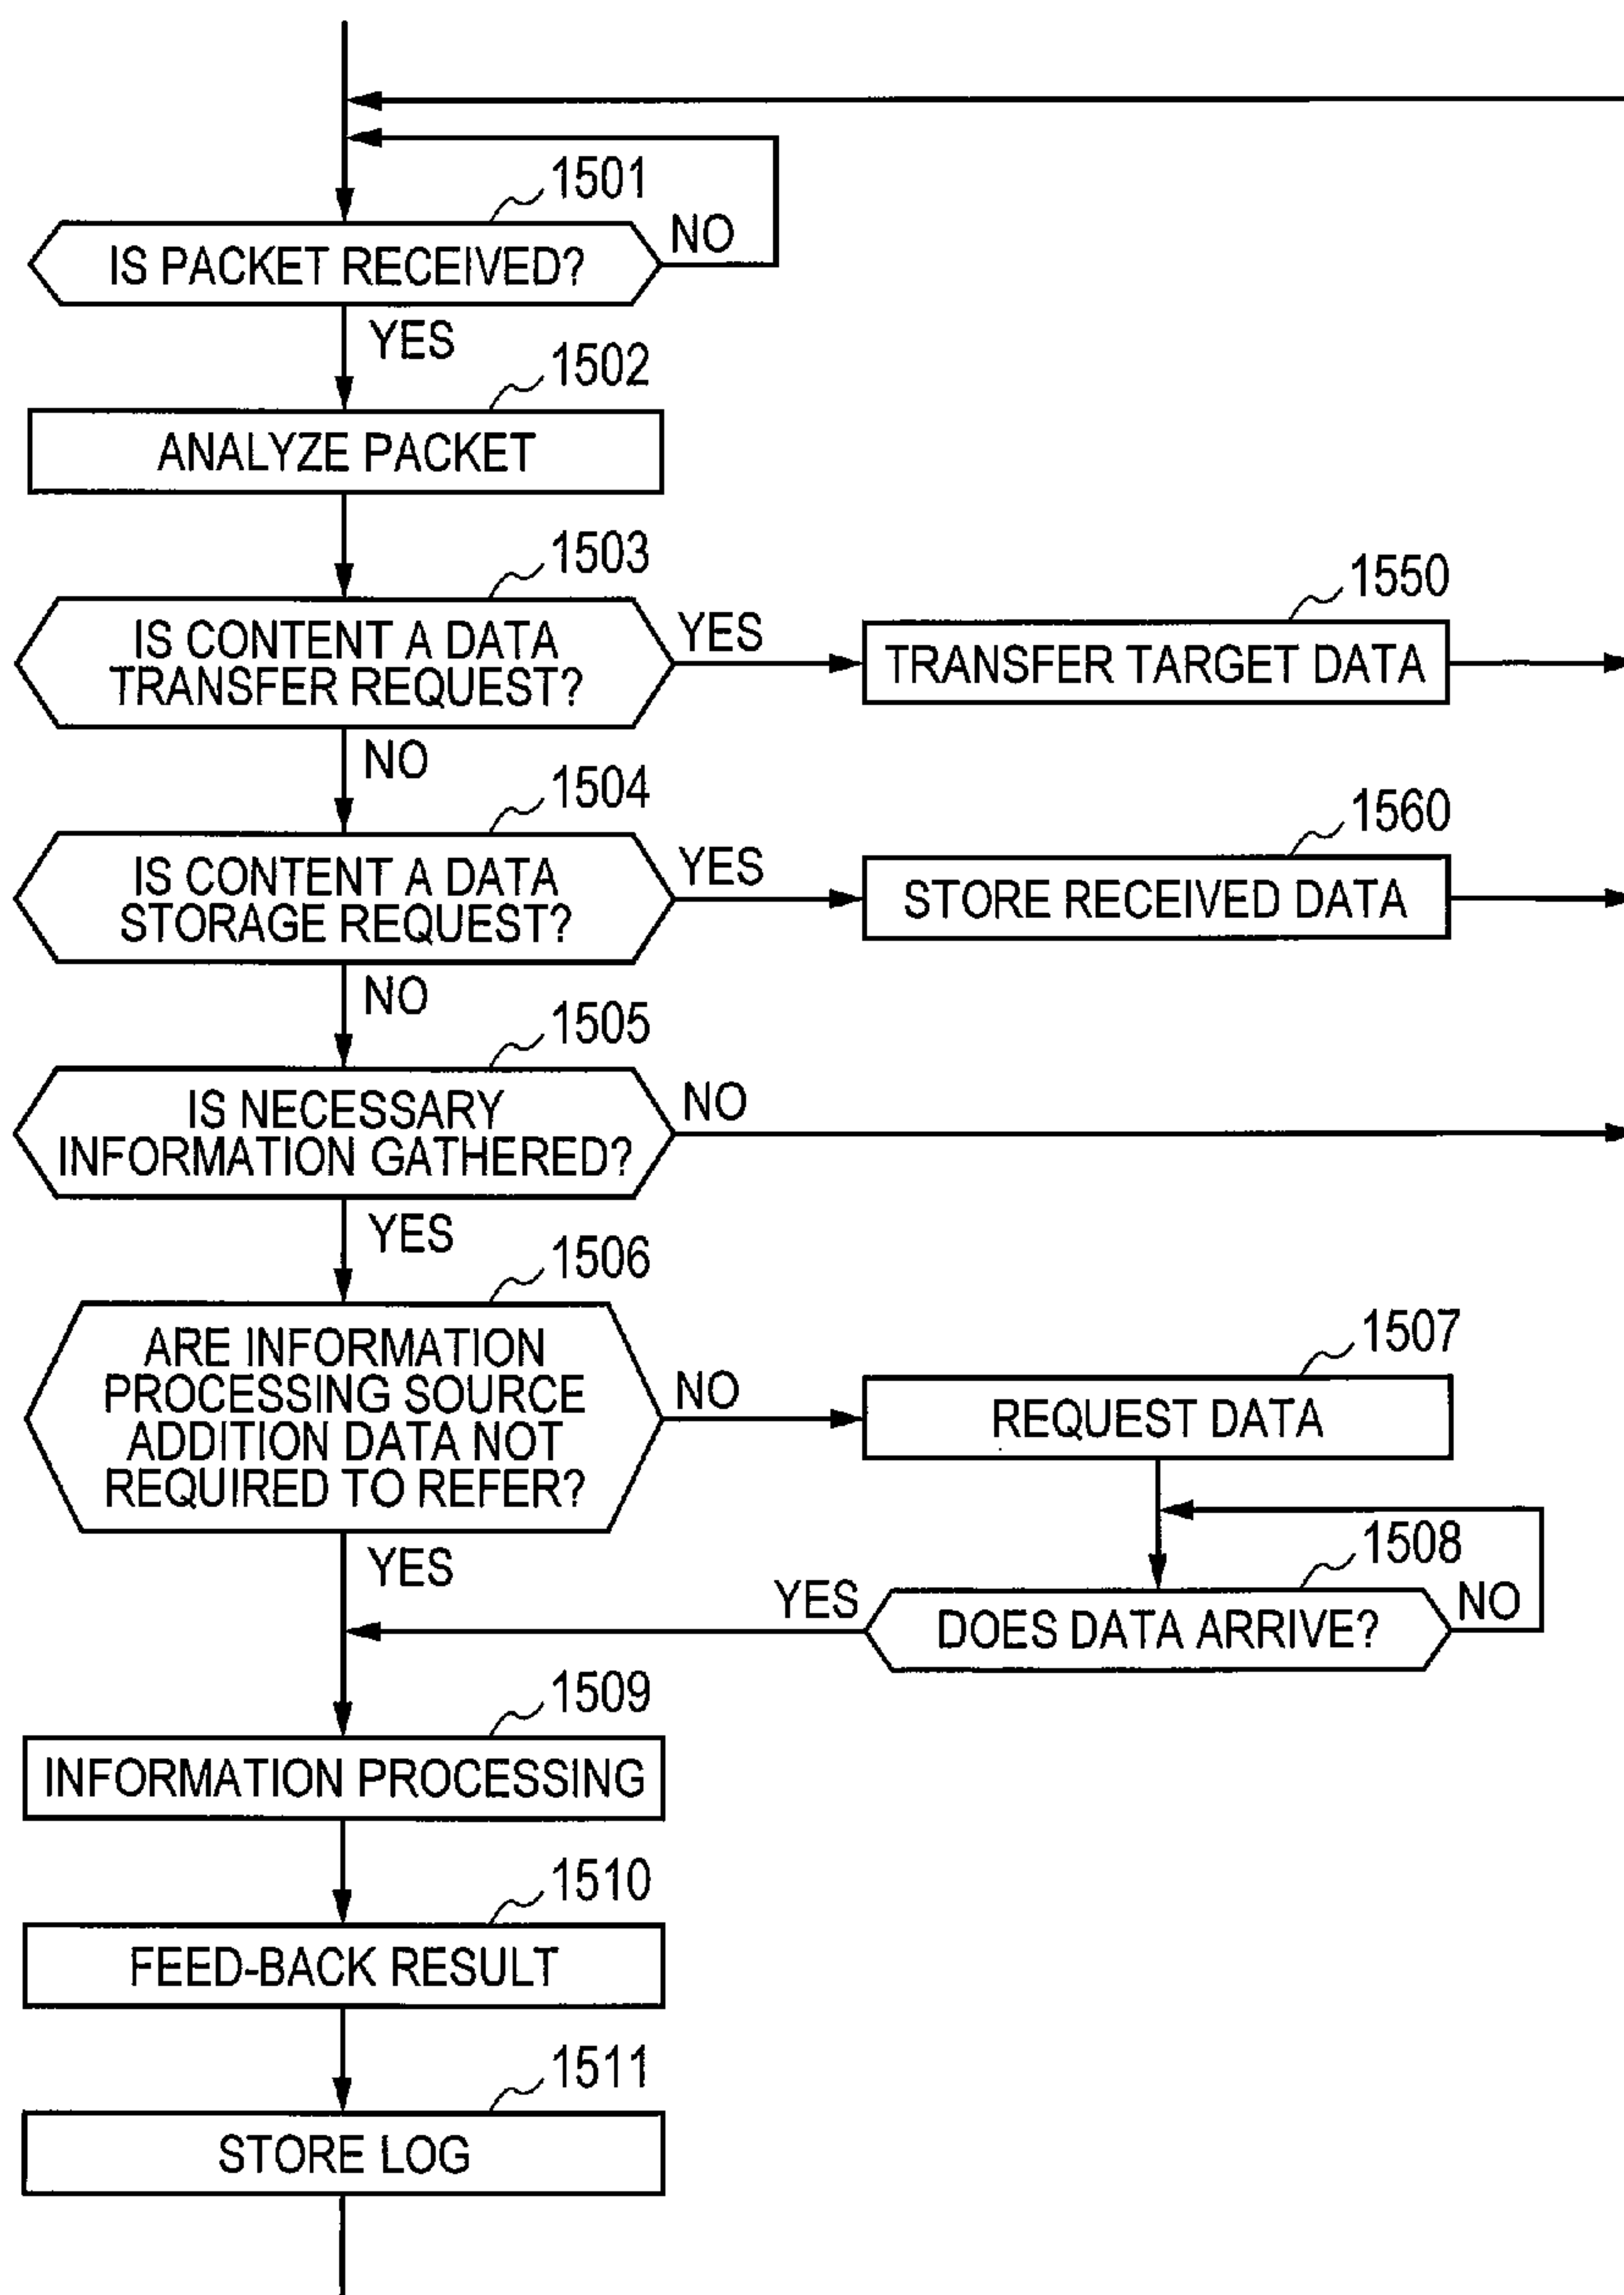 1501
IS PACKET RECEIVED?
NO
YES
1502
ANALYZE PACKET
1503
IS CONTENT A DATA
TRANSFER REQUEST?
YES
1550
TRANSFER TARGET DATA
NO
1504
IS CONTENT A DATA
STORAGE REQUEST?
YES
1560
STORE RECEIVED DATA
NO
1505
IS NECESSARY
INFORMATION GATHERED?
NO
YES
1506
ARE INFORMATION
PROCESSING SOURCE
ADDITION DATA NOT
REQUIRED TO REFER?
NO
1507
REQUEST DATA
YES
1508
DOES DATA ARRIVE?
YES
NO
1509
INFORMATION PROCESSING
1510
FEED-BACK RESULT
1511
STORE LOG